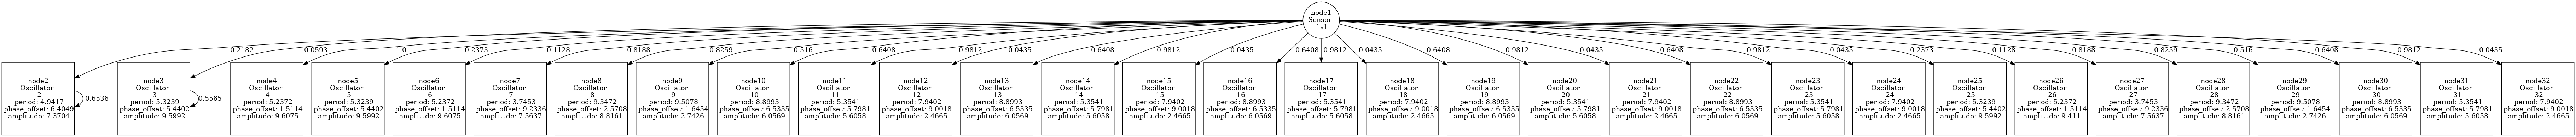 node1
Sensor
1s1
0.2182
0.0593
-1.0
-0.2373
-0.1128
-0.8188
-0.8259
0.516
-0.6408
-0.9812
-0.0435
-0.6408
-0.9812
-0.0435
-0.6408
-0.9812
-0.0435
-0.6408
-0.9812
-0.0435
-0.6408
-0.9812
-0.0435
-0.2373
-0.1128
-0.8188
-0.8259
0.516
-0.6408
-0.9812
-0.0435
node2
Oscillator
2
period: 4.9417
phase_offset: 6.4049
amplitude: 7.3704
-0.6536
node3
Oscillator
3
period: 5.3239
phase_offset: 5.4402
amplitude: 9.5992
0.5565
node4
Oscillator
4
period: 5.2372
phase_offset: 1.5114
amplitude: 9.6075
node5
Oscillator
5
period: 5.3239
phase_offset: 5.4402
amplitude: 9.5992
node6
Oscillator
6
period: 5.2372
phase_offset: 1.5114
amplitude: 9.6075
node7
Oscillator
7
period: 3.7453
phase_offset: 9.2336
amplitude: 7.5637
node8
Oscillator
8
period: 9.3472
phase_offset: 2.5708
amplitude: 8.8161
node9
Oscillator
9
period: 9.5078
phase_offset: 1.6454
amplitude: 2.7426
node10
Oscillator
10
period: 8.8993
phase_offset: 6.5335
amplitude: 6.0569
node11
Oscillator
11
period: 5.3541
phase_offset: 5.7981
amplitude: 5.6058
node12
Oscillator
12
period: 7.9402
phase_offset: 9.0018
amplitude: 2.4665
node13
Oscillator
13
period: 8.8993
phase_offset: 6.5335
amplitude: 6.0569
node14
Oscillator
14
period: 5.3541
phase_offset: 5.7981
amplitude: 5.6058
node15
Oscillator
15
period: 7.9402
phase_offset: 9.0018
amplitude: 2.4665
node16
Oscillator
16
period: 8.8993
phase_offset: 6.5335
amplitude: 6.0569
node17
Oscillator
17
period: 5.3541
phase_offset: 5.7981
amplitude: 5.6058
node18
Oscillator
18
period: 7.9402
phase_offset: 9.0018
amplitude: 2.4665
node19
Oscillator
19
period: 8.8993
phase_offset: 6.5335
amplitude: 6.0569
node20
Oscillator
20
period: 5.3541
phase_offset: 5.7981
amplitude: 5.6058
node21
Oscillator
21
period: 7.9402
phase_offset: 9.0018
amplitude: 2.4665
node22
Oscillator
22
period: 8.8993
phase_offset: 6.5335
amplitude: 6.0569
node23
Oscillator
23
period: 5.3541
phase_offset: 5.7981
amplitude: 5.6058
node24
Oscillator
24
period: 7.9402
phase_offset: 9.0018
amplitude: 2.4665
node25
Oscillator
25
period: 5.3239
phase_offset: 5.4402
amplitude: 9.5992
node26
Oscillator
26
period: 5.2372
phase_offset: 1.5114
amplitude: 9.411
node27
Oscillator
27
period: 3.7453
phase_offset: 9.2336
amplitude: 7.5637
node28
Oscillator
28
period: 9.3472
phase_offset: 2.5708
amplitude: 8.8161
node29
Oscillator
29
period: 9.5078
phase_offset: 1.6454
amplitude: 2.7426
node30
Oscillator
30
period: 8.8993
phase_offset: 6.5335
amplitude: 6.0569
node31
Oscillator
31
period: 5.3541
phase_offset: 5.7981
amplitude: 5.6058
node32
Oscillator
32
period: 7.9402
phase_offset: 9.0018
amplitude: 2.4665